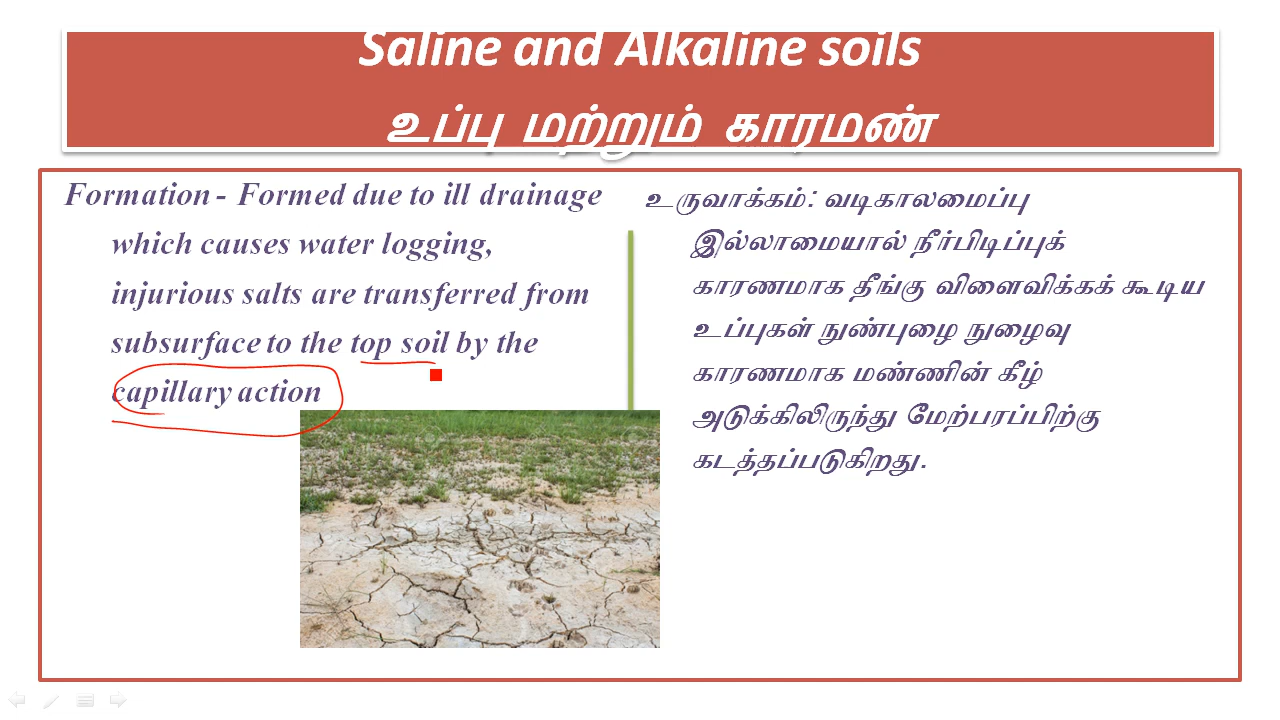 Saline and Alkaline soils
உப்பு மற்றும் காரமண்
Formation - Formed due to ill drainage
which causes water logging,
injurious salts are transferred from
subsurface to the top soil by the
capillary action
உருவாக்கம்: வடிகாலமைப்பு
இல்லாமையால் நீர்பிடிப்புக்
காரணமாக தீங்கு விளைவிக்கக் கூடிய
உப்புகள் நுண்புழை நுழைவு
காரணமாக மண்ணின் கீழ்
அடுக்கிலிருந்து மேற்பரப்பிற்கு
கடத்தப்படுகிறது.